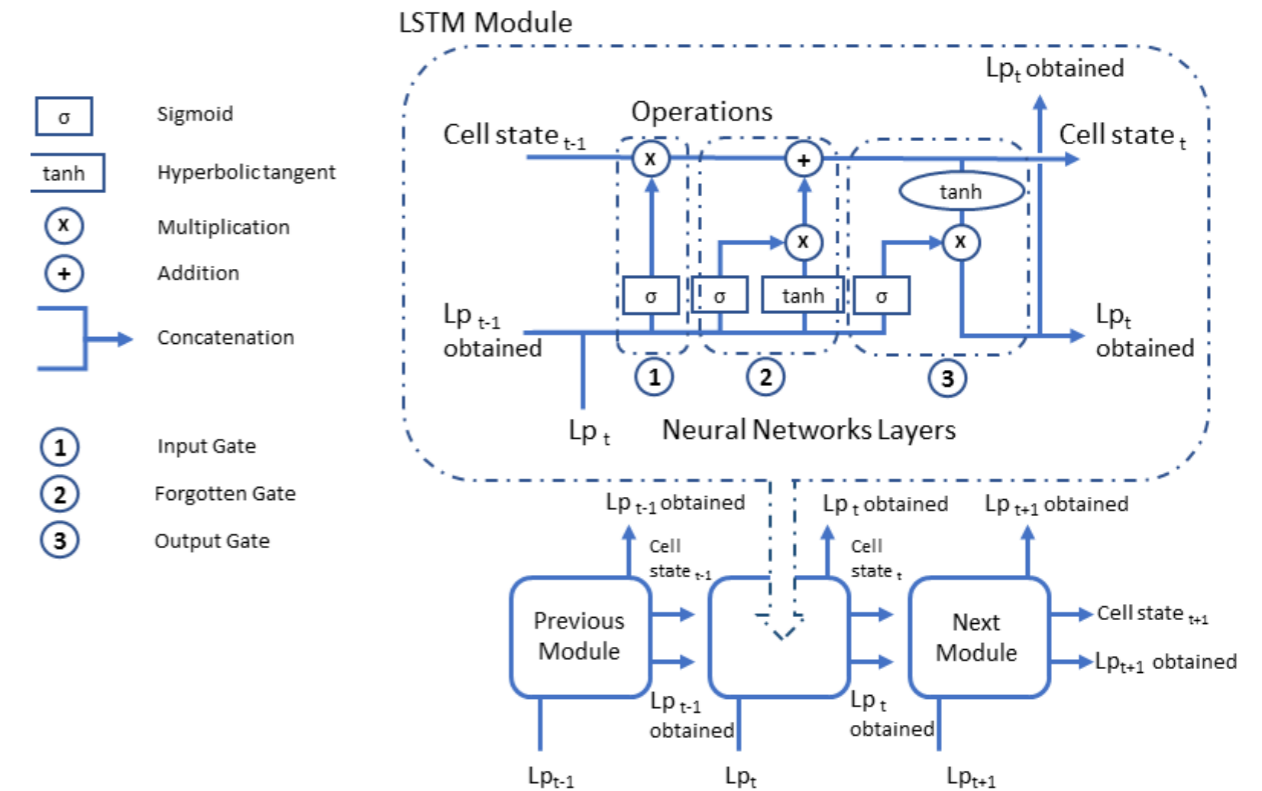 LSTM Module
σ Sigmoid
tanh Hyperbolic tangent
x Multiplication
+ Addition
Concatenation
1 Input Gate
2 Forgotten Gate
3 Output Gate
Lpt obtained
Operations
Cell state t-1
Cell state t
x
+
tanh
x
x
σ
σ
tanh
σ
Lp t-1
obtained
Lpt
obtained
1
2
3
Lp t
Neural Networks Layers
Lp t-1 obtained
Lp t obtained
Lp t+1 obtained
Cell
state t-1
Cell
state t
Previous
Module
Next
Module
Cell state t+1
Lpt+1 obtained
Lp t-1
obtained
Lp t
obtained
Lpt-1
Lpt
Lpt+1